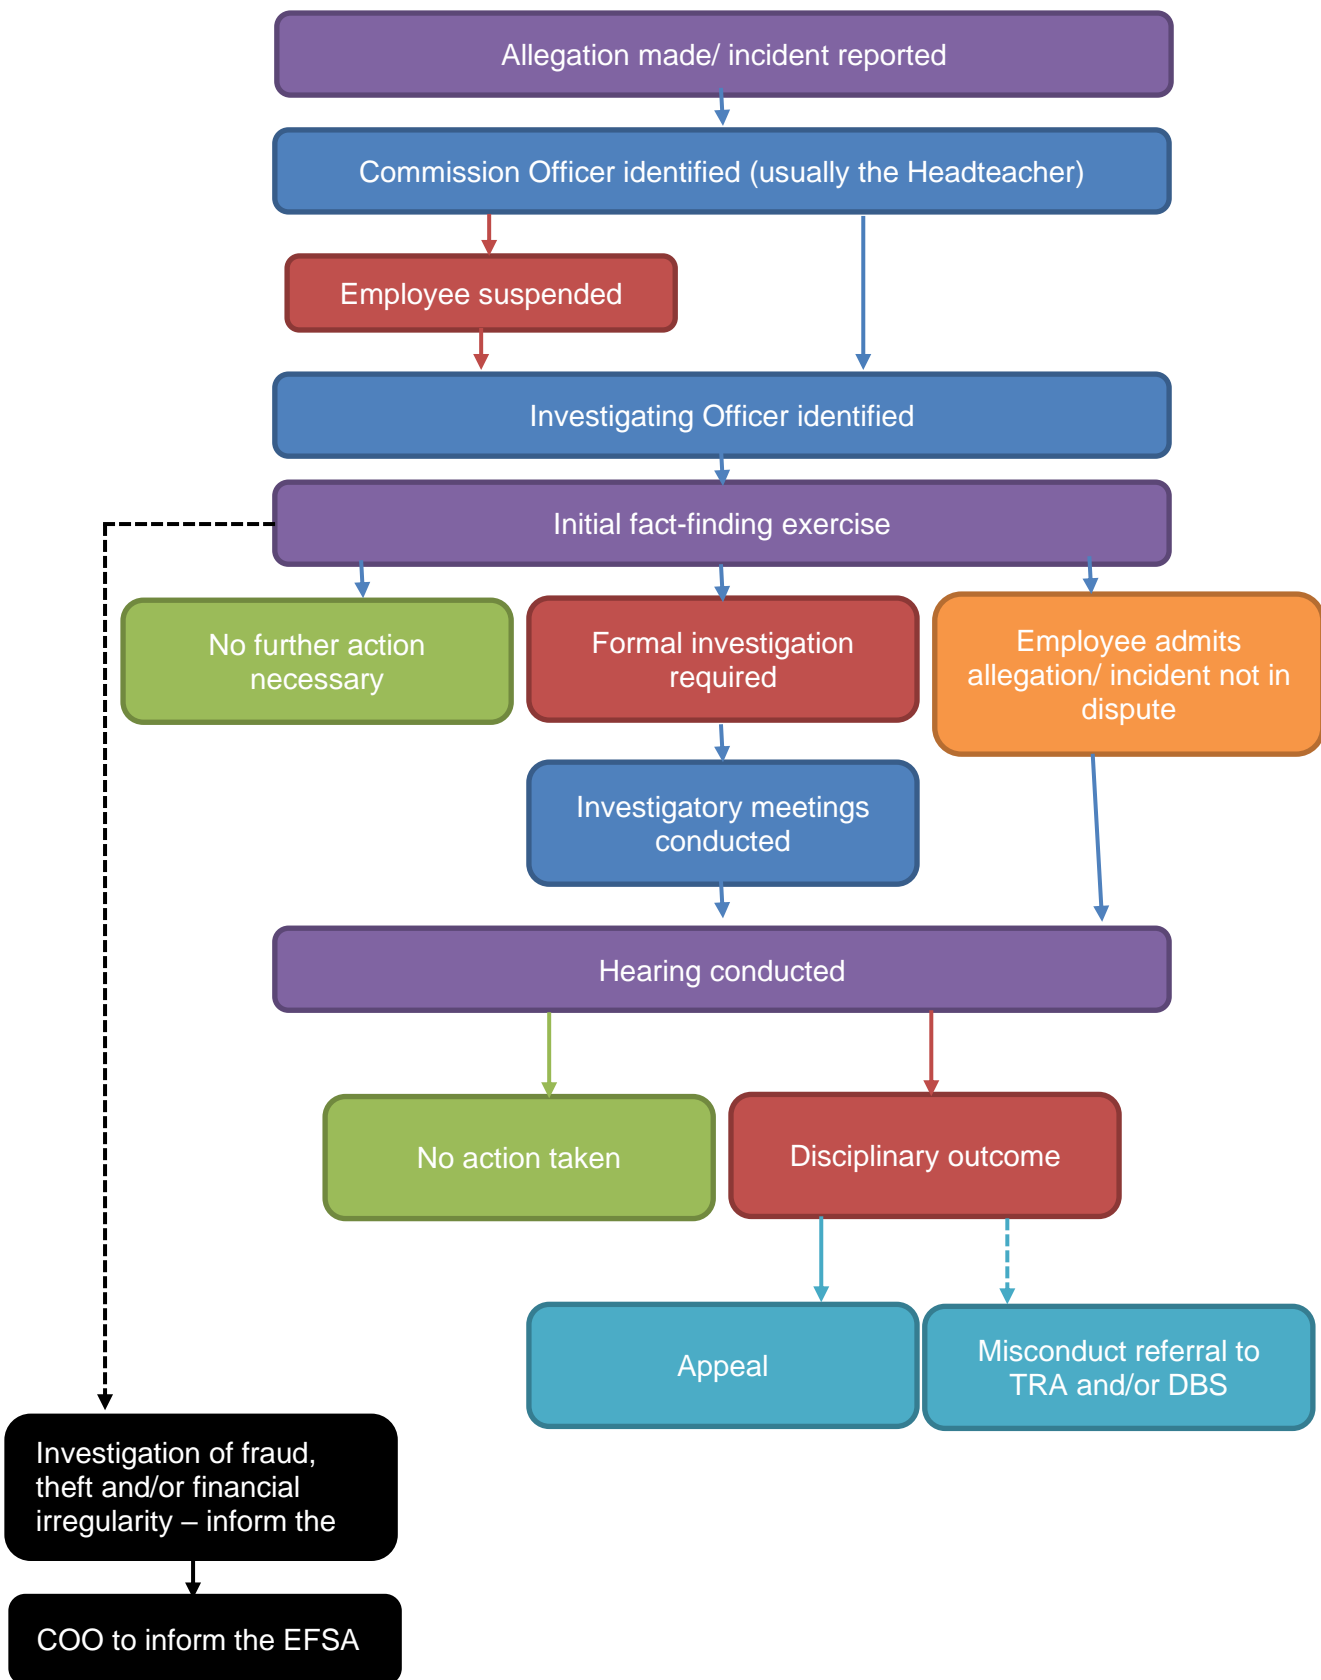 Allegation made/ incident reported
Commission Officer identified (usually the Headteacher)
Employee suspended
Investigating Officer identified
Initial fact-finding exercise
No further action
necessary
Formal investigation
required
Employee admits
allegation/ incident not in
dispute
Investigatory meetings
conducted
Hearing conducted
No action taken
Disciplinary outcome
Appeal
Misconduct referral to
TRA and/or DBS
Investigation of fraud,
theft and/or financial
irregularity – inform the
COO to inform the EFSA